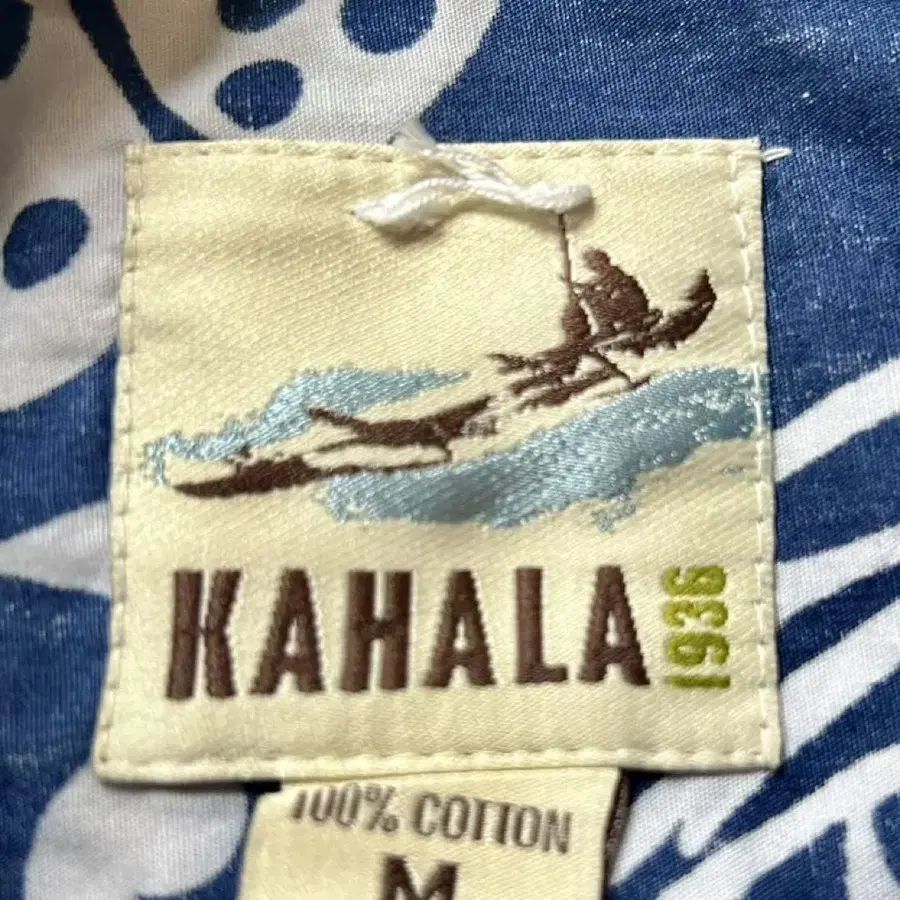 KAHALA
1936
100% COTTON
M